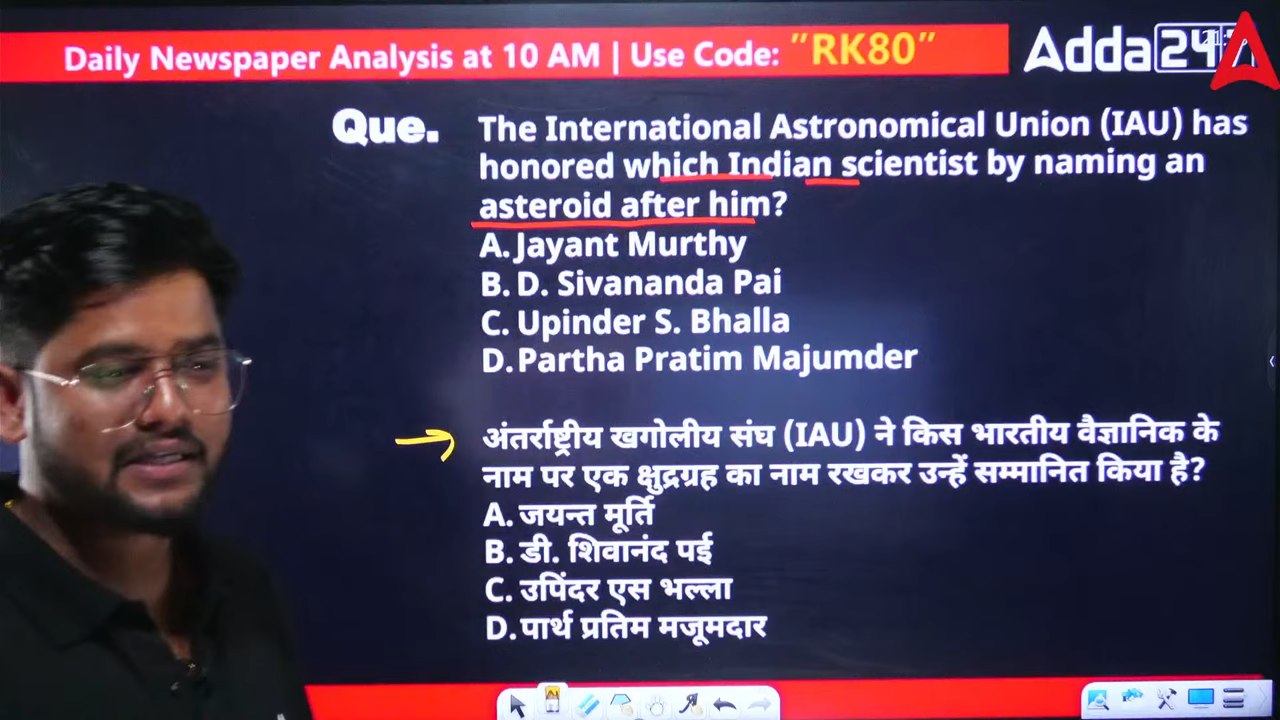 Daily Newspaper Analysis at 10 AM | Use Code: "RK80"
Adda247
Que. The International Astronomical Union (IAU) has
honored which Indian scientist by naming an
asteroid after him?
A. Jayant Murthy
B. D. Sivananda Pai
C. Upinder S. Bhalla
D. Partha Pratim Majumder
अंतर्राष्ट्रीय खगोलीय संघ (IAU) ने किस भारतीय वैज्ञानिक के
नाम पर एक क्षुद्रग्रह का नाम रखकर उन्हें सम्मानित किया है?
A. जयन्त मूर्ति
B. डी. शिवानंद पई
C. उपिंदर एस भल्ला
D. पार्थ प्रतिम मजूमदार